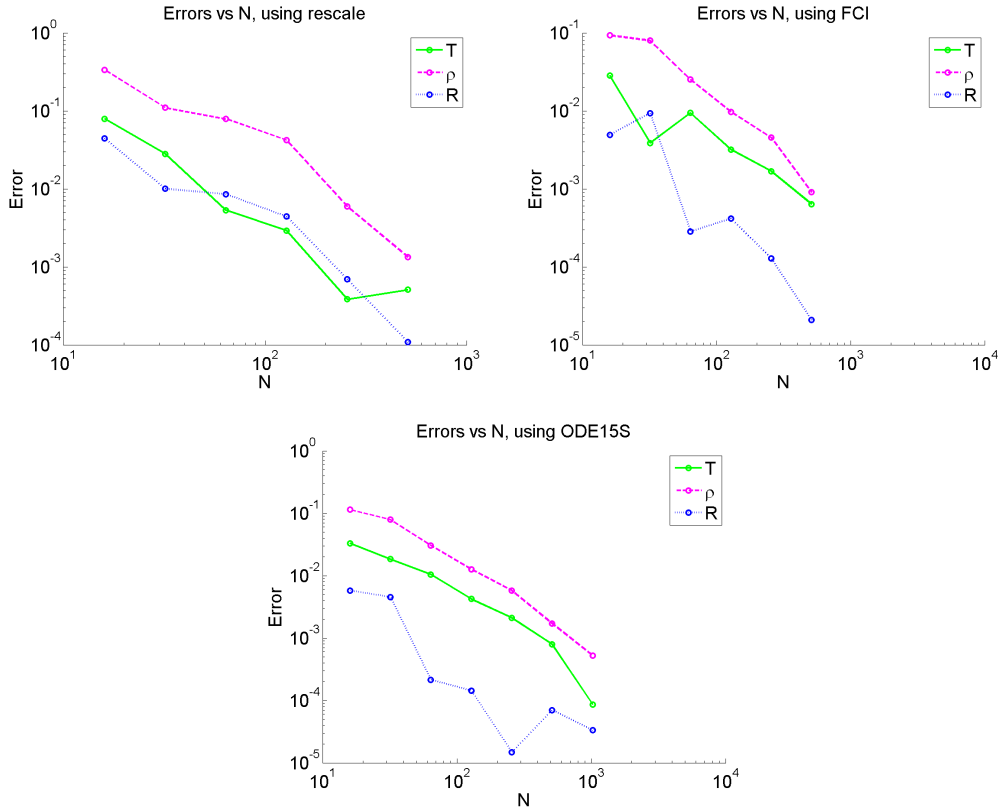 Errors vs N, using rescale
10^0
10^-1
10^-2
10^-3
10^-4
Error
10^1
10^2
10^3
N
T
ρ
R
Errors vs N, using FCI
10^-1
10^-2
10^-3
10^-4
10^-5
Error
10^1
10^2
10^3
10^4
N
T
ρ
R
Errors vs N, using ODE15S
10^0
10^-1
10^-2
10^-3
10^-4
10^-5
Error
10^1
10^2
10^3
10^4
N
T
ρ
R